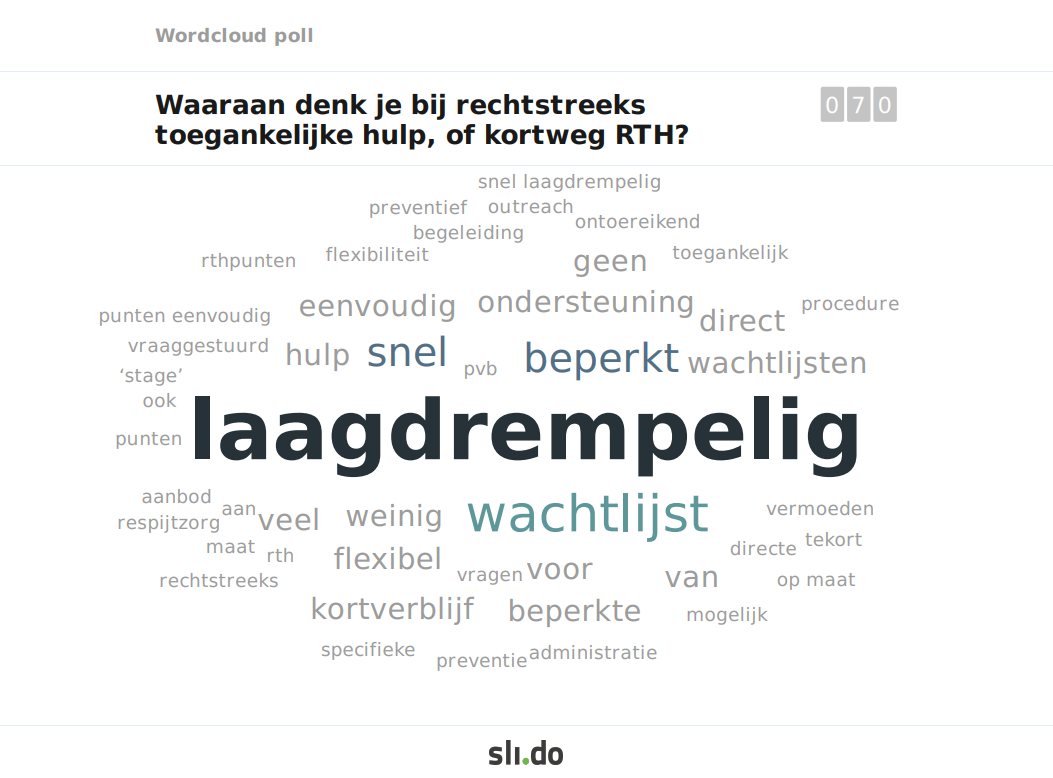 Wordcloud poll
Waaraan denk je bij rechtstreeks
toegankelijke hulp, of kortweg RTH?
0 7 0
snel laagdrempelig
preventief outreach
ontoereikend
begeleiding
rthpunten flexibiliteit geen toegankelijk
punten eenvoudig eenvoudig ondersteuning direct procedure
vraaggestuurd hulp snel pvb beperkt wachtlijsten
‘stage’
ook
punten laagdrempelig
aanbod
respijtzorg aan veel weinig wachtlijst vermoeden
maat rth flexibel directe tekort
rechtstreeks vragen voor van op maat
kortverblijf beperkte mogelijk
specifieke preventie administratie
sli.do